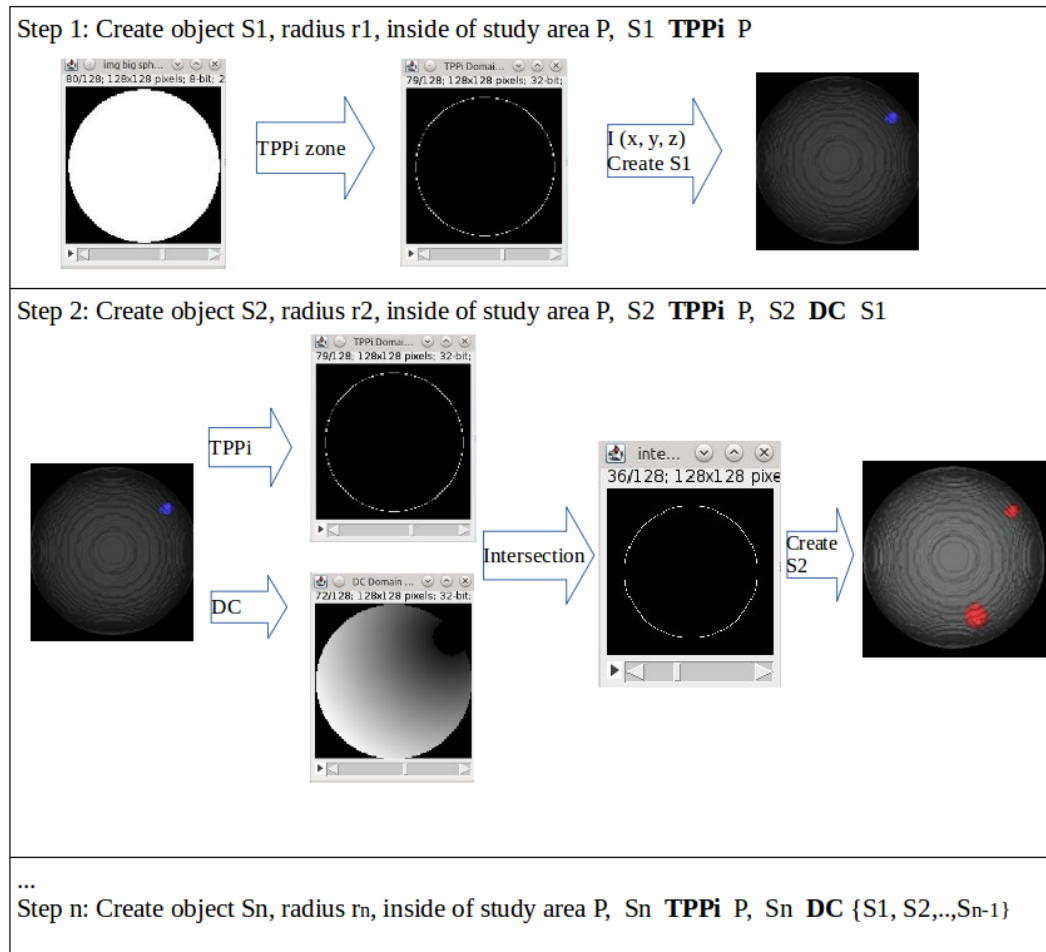 Step 1: Create object S1, radius r1, inside of study area P, S1 TPPi P
img big sph...
80/128; 128x128 pixels; 8-bit; 2
TPPi zone
TPPi Domai...
79/128; 128x128 pixels; 32-bit;
I (x, y, z)
Create S1
Step 2: Create object S2, radius r2, inside of study area P, S2 TPPi P, S2 DC S1
TPPi
TPPi Domai...
79/128; 128x128 pixels; 32-bit;
DC
DC Domain ...
72/128; 128x128 pixels; 32-bit:
Intersection
inte...
36/128; 128x128 pixe
Create
S2
...
Step n: Create object Sn, radius rn, inside of study area P, Sn TPPi P, Sn DC {S1, S2,..,Sn-1}